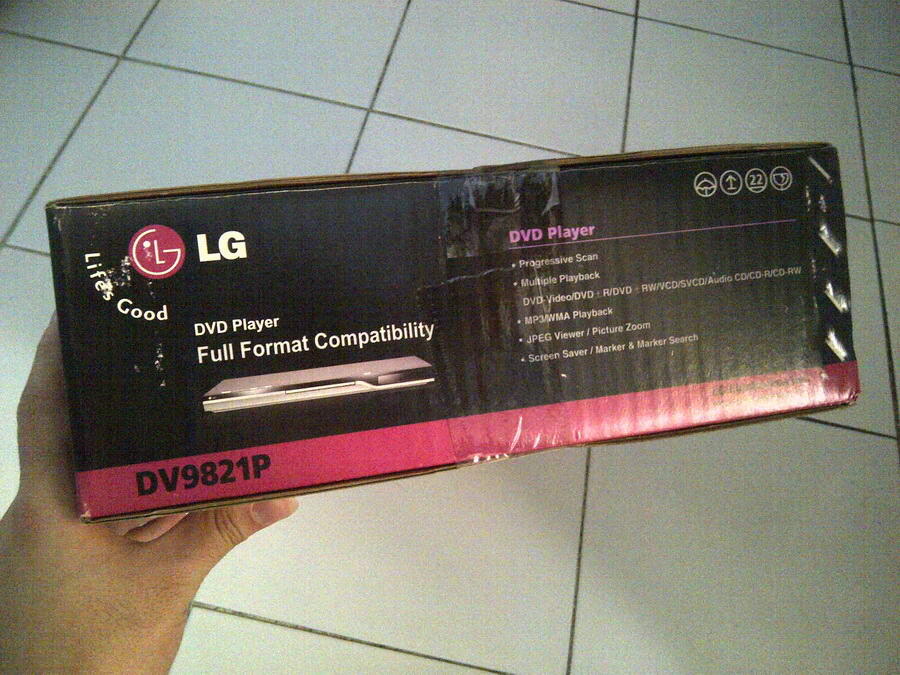 Life's Good
LG
LG
DVD Player
Full Format Compatibility
DV9821P
22
DVD Player
• Progressive Scan
• Multiple Playback
DVD-Video/DVD±R/DVD±RW/VCD/SVCD/Audio CD/CD-R/CD-RW
• MP3/WMA Playback
• JPEG Viewer / Picture Zoom
• Screen Saver / Marker & Marker Search